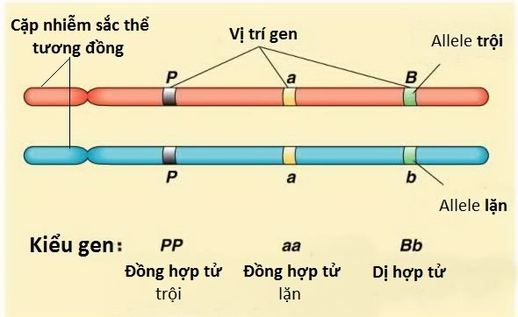 Cặp nhiễm sắc thể
tương đồng
Vị trí gen
Allele trội
P a B
P a b
Allele lặn
Kiểu gen: PP aa Bb
Đồng hợp tử Đồng hợp tử Dị hợp tử
trội lặn